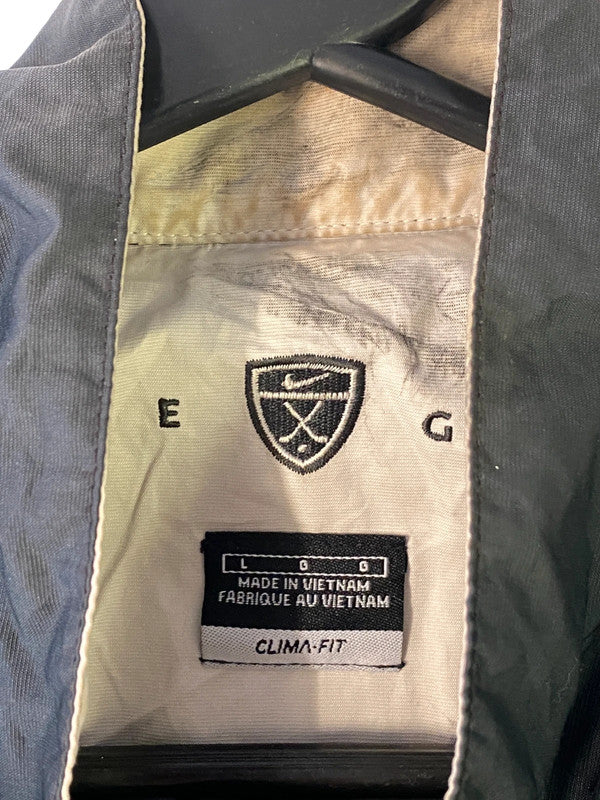 E G
L G G
MADE IN VIETNAM
FABRIQUE AU VIETNAM
CLIMA-FIT